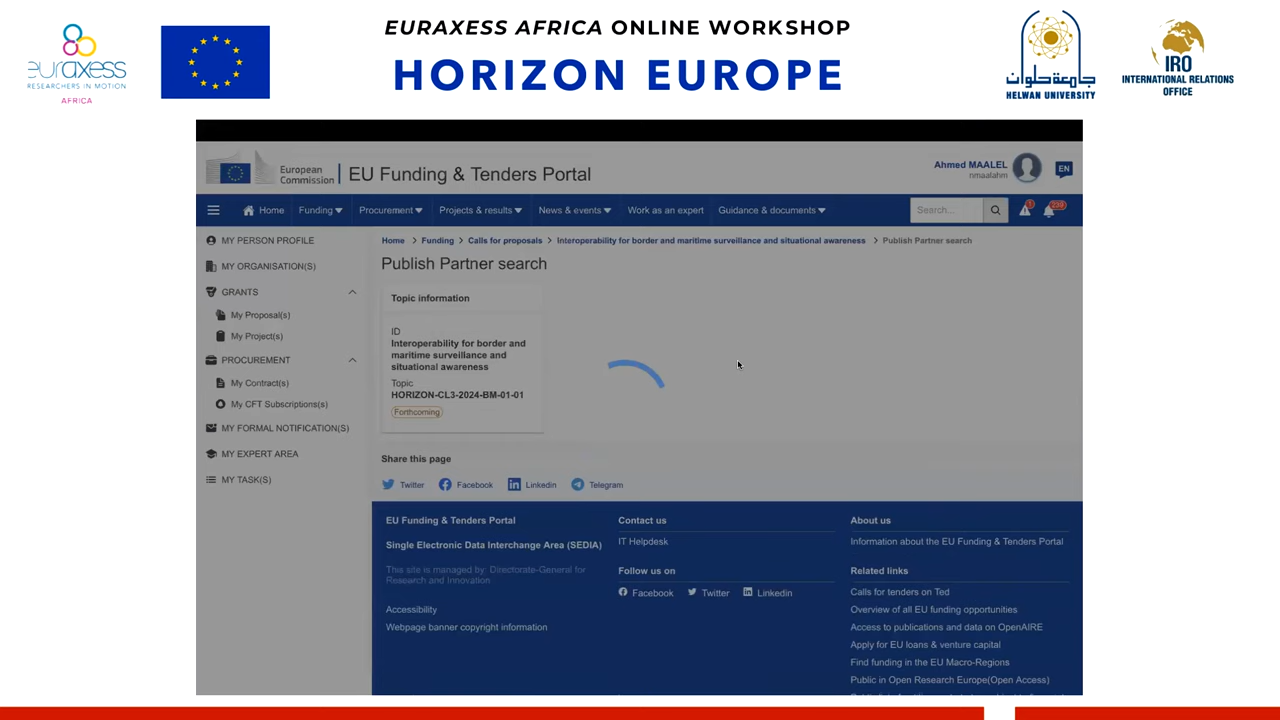 euraxess
RESEARCHERS IN MOTION
AFRICA
EURAXESS AFRICA ONLINE WORKSHOP
HORIZON EUROPE
جامعة حلوان
HELWAN UNIVERSITY
IRO
INTERNATIONAL RELATIONS
OFFICE
European
Commission
EU Funding & Tenders Portal
Ahmed MAALEL
nmaalahm
EN
Home
Funding
Procurement
Projects & results
News & events
Work as an expert
Guidance & documents
Search...
1
239
MY PERSON PROFILE
MY ORGANISATION(S)
GRANTS
My Proposal(s)
My Project(s)
PROCUREMENT
My Contract(s)
My CFT Subscriptions(s)
MY FORMAL NOTIFICATION(S)
MY EXPERT AREA
MY TASK(S)
Home > Funding > Calls for proposals > Interoperability for border and maritime surveillance and situational awareness > Publish Partner search
Publish Partner search
Topic information
ID
Interoperability for border and
maritime surveillance and
situational awareness
Topic
HORIZON-CL3-2024-BM-01-01
Forthcoming
Share this page
Twitter
Facebook
Linkedin
Telegram
EU Funding & Tenders Portal
Single Electronic Data Interchange Area (SEDIA)
This site is managed by: Directorate-General for
Research and Innovation
Accessibility
Webpage banner copyright information
Contact us
IT Helpdesk
Follow us on
Facebook
Twitter
Linkedin
About us
Information about the EU Funding & Tenders Portal
Related links
Calls for tenders on Ted
Overview of all EU funding opportunities
Access to publications and data on OpenAIRE
Apply for EU loans & venture capital
Find funding in the EU Macro-Regions
Public in Open Research Europe(Open Access)